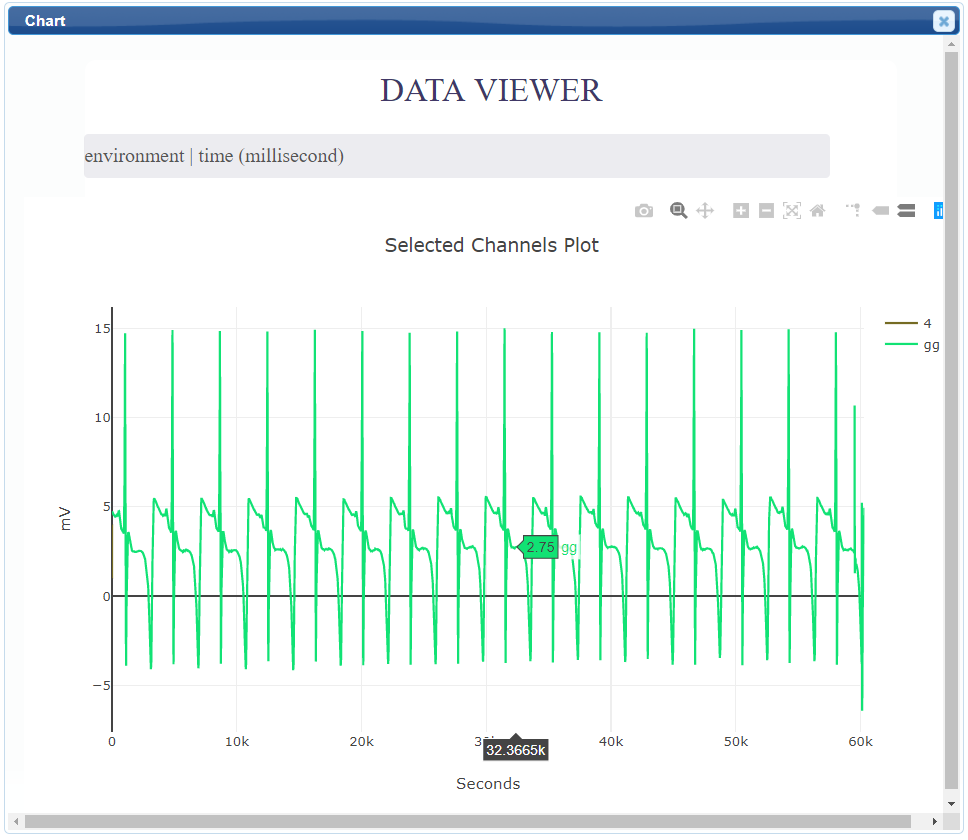 Chart
DATA VIEWER
environment | time (millisecond)
Selected Channels Plot
4
gg
15
10
5
0
−5
mV
2.75 gg
0
10k
20k
32.3665k
40k
50k
60k
Seconds